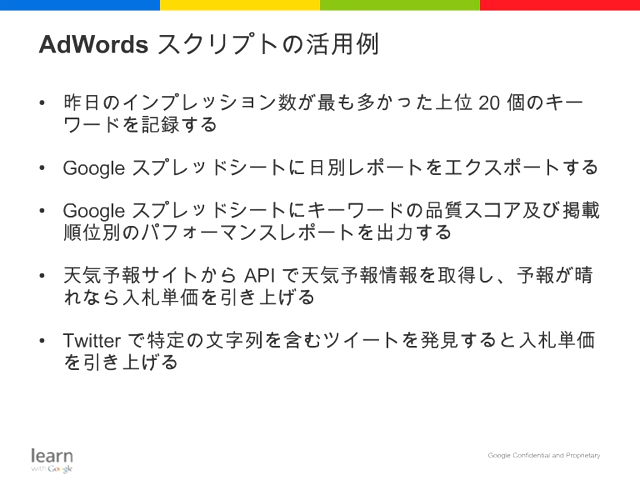 AdWords スクリプトの活用例
• 昨日のインプレッション数が最も多かった上位 20 個のキー
ワードを記録する
• Google スプレッドシートに日別レポートをエクスポートする
• Google スプレッドシートにキーワードの品質スコア及び掲載
順位別のパフォーマンスレポートを出力する
• 天気予報サイトから API で天気予報情報を取得し、予報が晴
れなら入札単価を引き上げる
• Twitter で特定の文字列を含むツイートを発見すると入札単価
を引き上げる
learn
with Google
Google Confidential and Proprietary